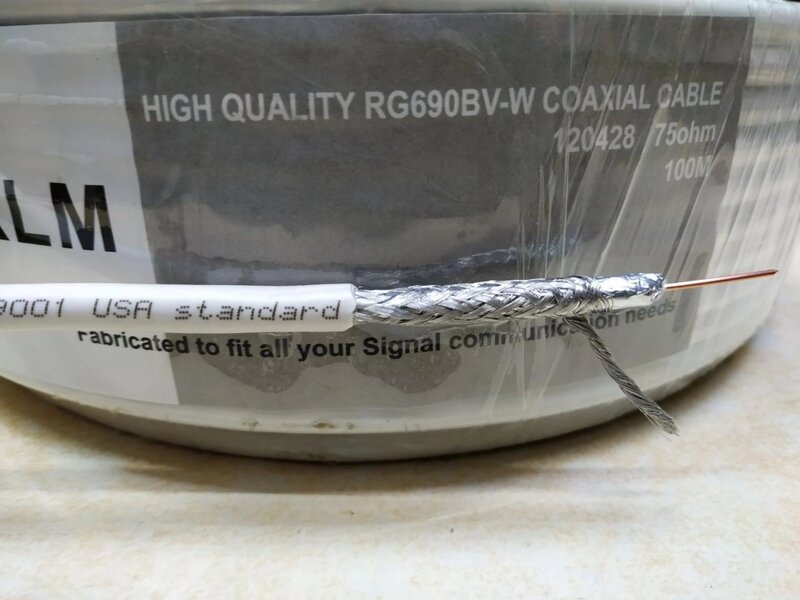 HIGH QUALITY RG690BV-W COAXIAL CABLE
120428 75ohm
100M
LM
9001 USA standard
Fabricated to fit all your Signal communication needs